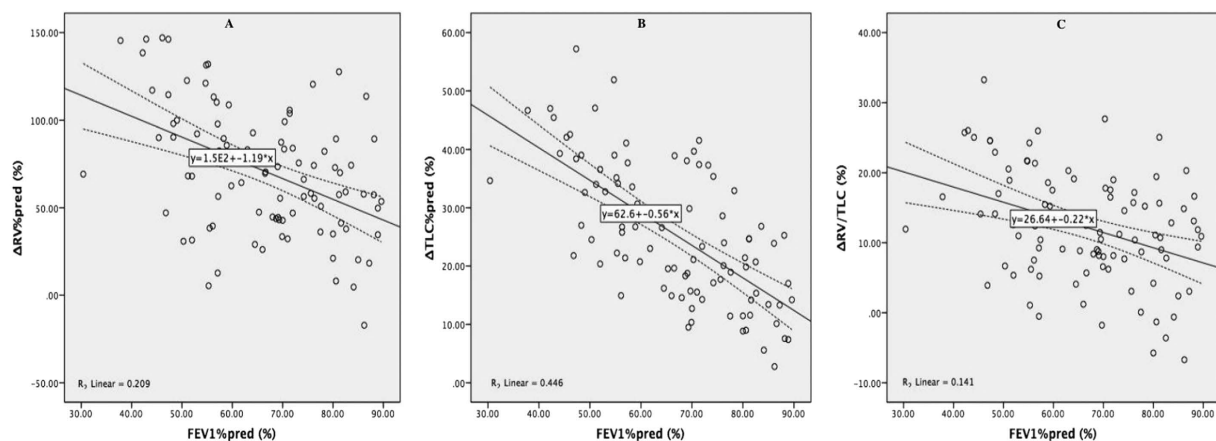 A
150.00
100.00
50.00
0.00
-50.00
ΔRV%pred (%)
y=1.5E2+-1.19*x
R, Linear = 0.209
30.00 40.00 50.00 60.00 70.00 80.00 90.00
FEV1%pred (%)
B
60.00
50.00
40.00
30.00
20.00
10.00
.00
ΔTLC%pred (%)
y=62.6+-0.56*x
R, Linear = 0.446
30.00 40.00 50.00 60.00 70.00 80.00 90.00
FEV1%pred (%)
C
40.00
30.00
20.00
10.00
.00
-10.00
ΔRV/TLC (%)
y=26.64+-0.22*x
R, Linear = 0.141
30.00 40.00 50.00 60.00 70.00 80.00 90.00
FEV1%pred (%)